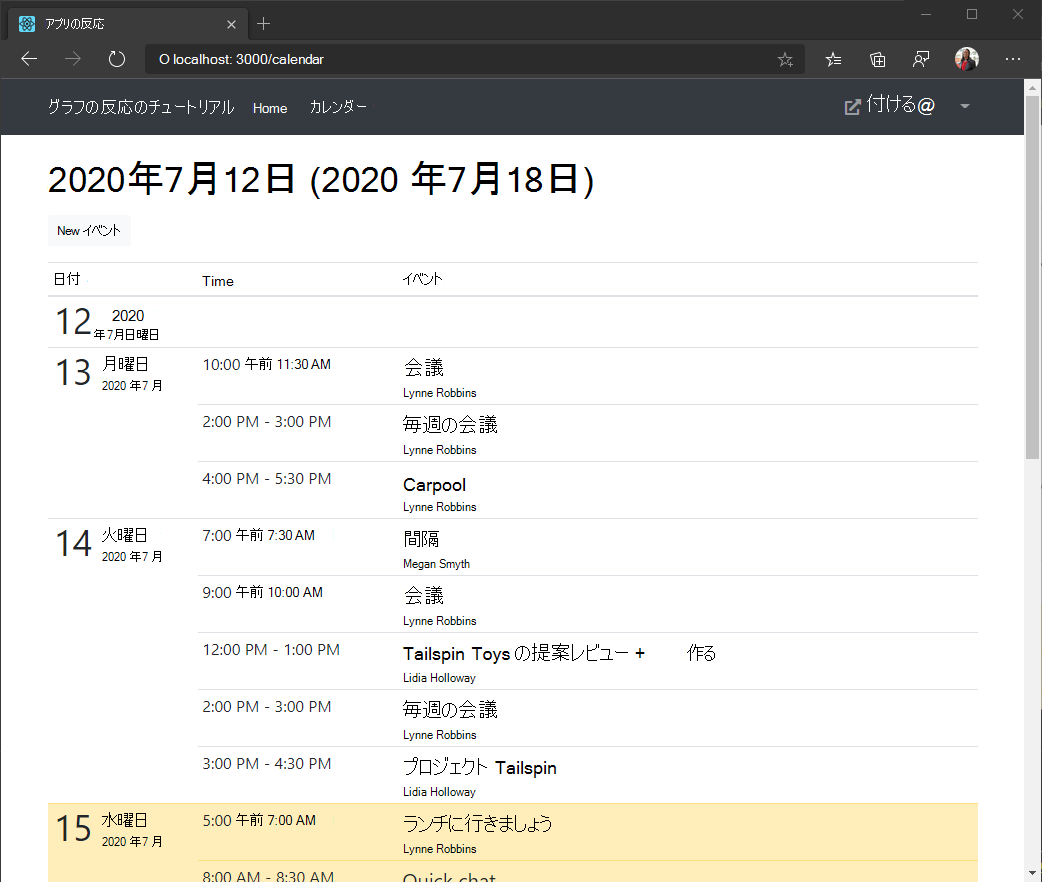 アプリの反応
O localhost: 3000/calendar
グラフの反応のチュートリアル Home カレンダー 付ける@
2020年7月12日 (2020 年7月18日)
New イベント
日付 Time イベント
12 2020
年7月日曜日
13 月曜日 10:00 午前 11:30 AM 会議
2020 年7 月 Lynne Robbins
2:00 PM - 3:00 PM 毎週の会議
Lynne Robbins
4:00 PM - 5:30 PM Carpool
Lynne Robbins
14 火曜日 7:00 午前 7:30 AM 間隔
2020 年7 月 Megan Smyth
9:00 午前 10:00 AM 会議
Lynne Robbins
12:00 PM - 1:00 PM Tailspin Toys の提案レビュー + 作る
Lidia Holloway
2:00 PM - 3:00 PM 毎週の会議
Lynne Robbins
3:00 PM - 4:30 PM プロジェクト Tailspin
Lidia Holloway
15 水曜日 5:00 午前 7:00 AM ランチに行きましょう
2020 年7 月 Lynne Robbins
8:00 AM - 8:30 AM Quick chat